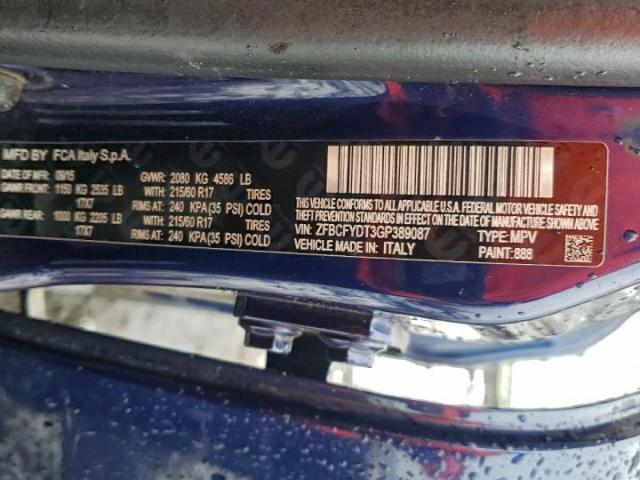 MFD BY FCA Italy S.p.A.
DATE OF MFR 09/15 GVWR: 2080 KG 4586 LB
GAWR FRONT: 1150 KG 2535 LB WITH: 215/60 R17 TIRES
17X7 RIMS AT: 240 KPA (35 PSI) COLD
GAWR REAR: 1000 KG 2205 LB WITH: 215/60 R17 TIRES
17X7 RIMS AT: 240 KPA (35 PSI) COLD
THIS VEHICLE CONFORMS TO ALL
APPLICABLE U.S.A. FEDERAL MOTOR VEHICLE SAFETY
AND THEFT PREVENTION STANDARDS IN EFFECT ON
THE DATE OF MANUFACTURE SHOWN ABOVE
VIN: ZFBCFYDT3GP389087 TYPE: MPV
VEHICLE MADE IN: ITALY PAINT: 888